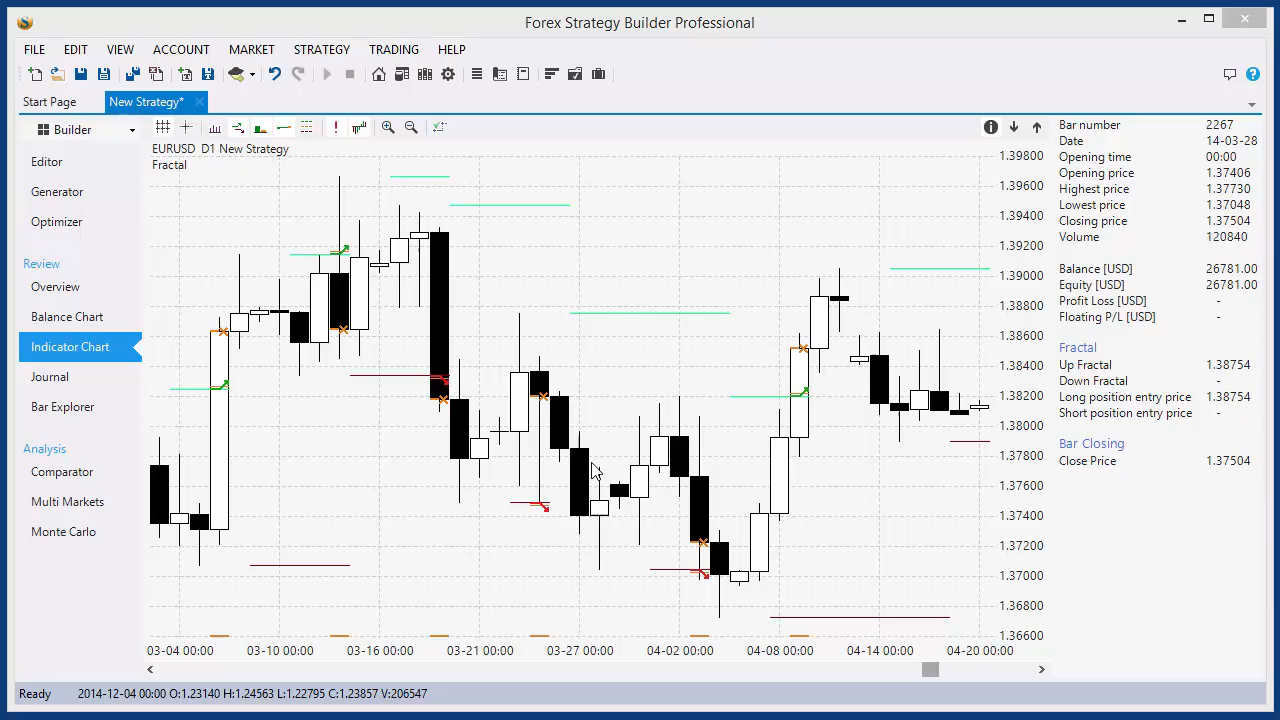 Forex Strategy Builder Professional
FILE EDIT VIEW ACCOUNT MARKET STRATEGY TRADING HELP
Start Page New Strategy*
Builder
Editor
Generator
Optimizer
Review
Overview
Balance Chart
Indicator Chart
Journal
Bar Explorer
Analysis
Comparator
Multi Markets
Monte Carlo
EURUSD D1 New Strategy
Fractal
1.39800
1.39600
1.39400
1.39200
1.39000
1.38800
1.38600
1.38400
1.38200
1.38000
1.37800
1.37600
1.37400
1.37200
1.37000
1.36800
1.36600
03-04 00:00 03-10 00:00 03-16 00:00 03-21 00:00 03-27 00:00 04-02 00:00 04-08 00:00 04-14 00:00 04-20 00:00
Bar number 2267
Date 14-03-28
Opening time 00:00
Opening price 1.37406
Highest price 1.37730
Lowest price 1.37048
Closing price 1.37504
Volume 120840
Balance [USD] 26781.00
Equity [USD] 26781.00
Profit Loss [USD] -
Floating P/L [USD] -
Fractal
Up Fractal 1.38754
Down Fractal -
Long position entry price 1.38754
Short position entry price -
Bar Closing
Close Price 1.37504
Ready 2014-12-04 00:00 O:1.23140 H:1.24563 L:1.22795 C:1.23857 V:206547